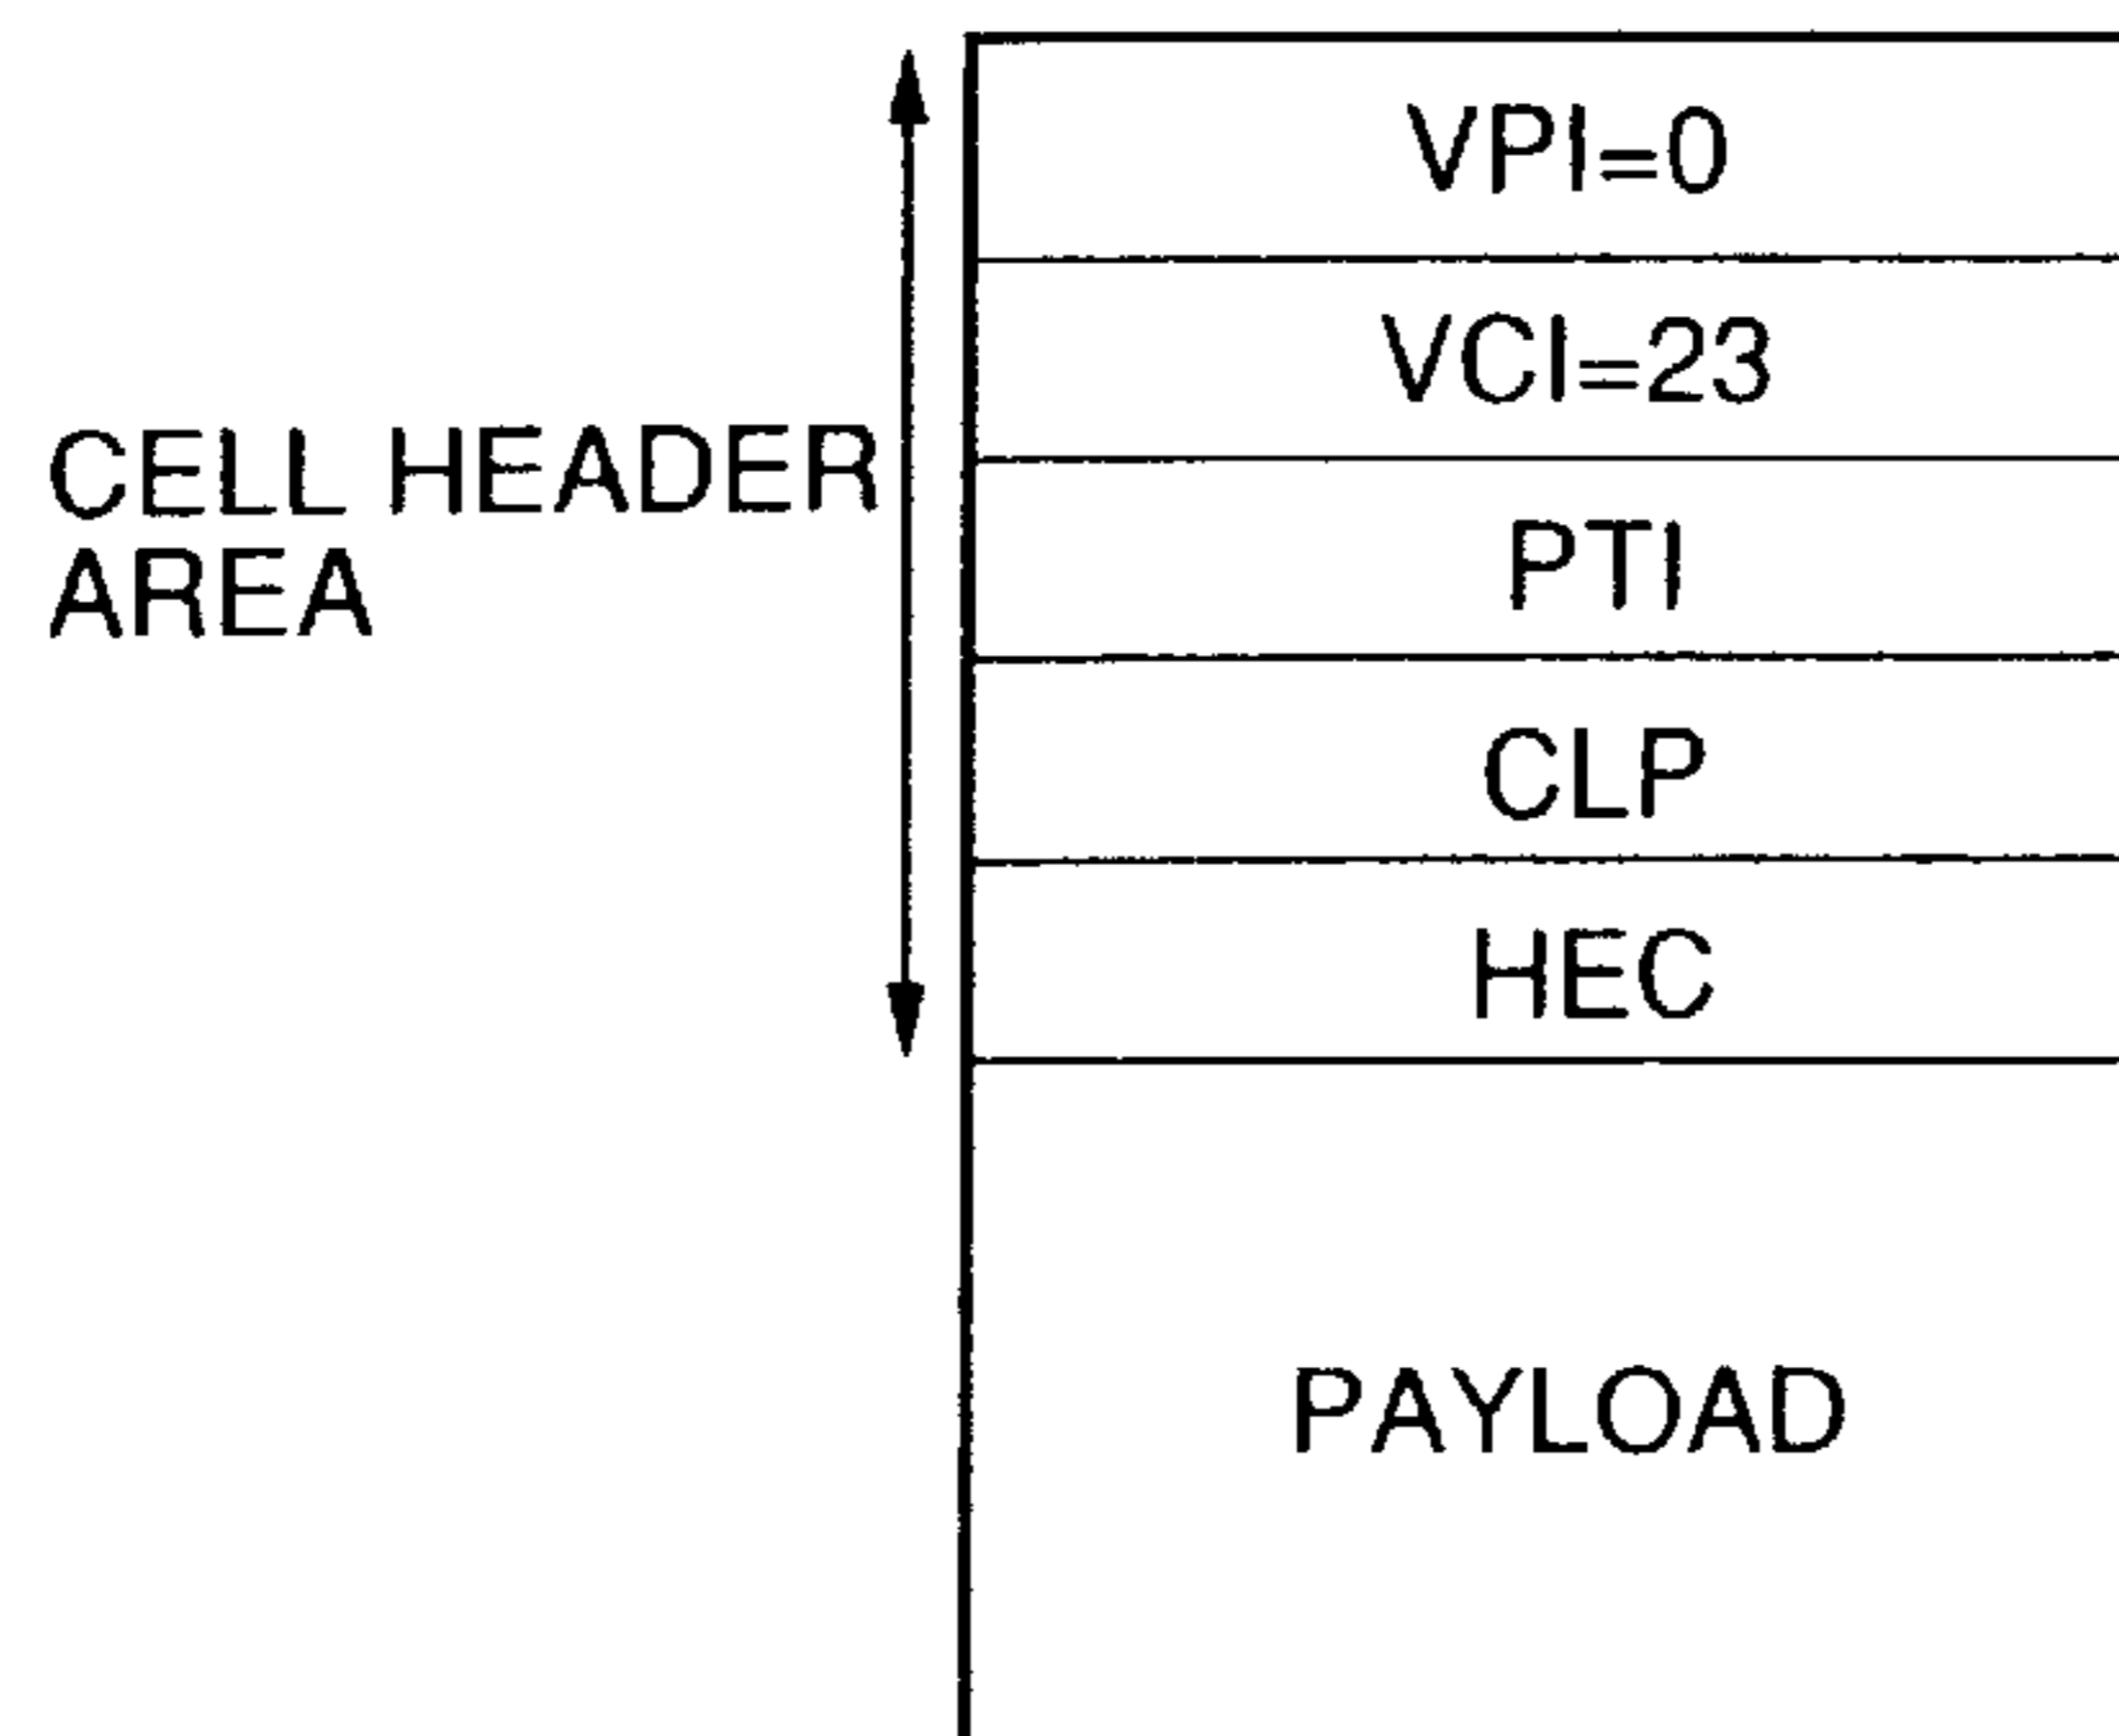 VPI=0
VCI=23
CELL HEADER
AREA
PTI
CLP
HEC
PAYLOAD